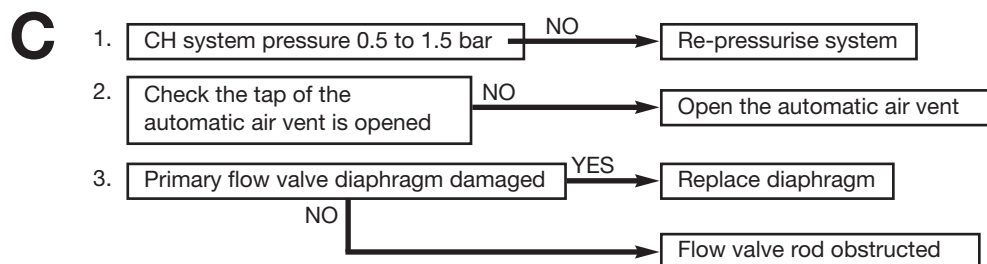 C
1. CH system pressure 0.5 to 1.5 bar NO Re-pressurise system
2. Check the tap of the
automatic air vent is opened NO Open the automatic air vent
3. Primary flow valve diaphragm damaged YES Replace diaphragm
NO
Flow valve rod obstructed